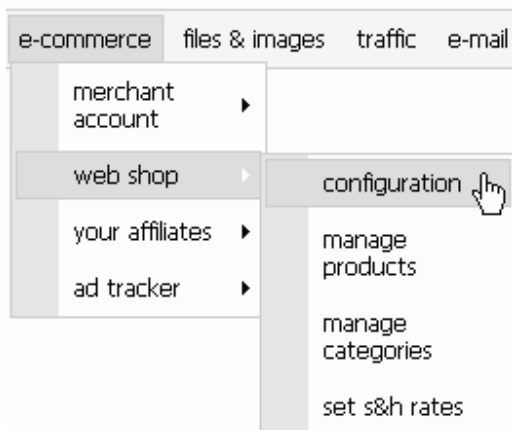 e-commerce files & images traffic e-mail
merchant
account
web shop
your affiliates
ad tracker
configuration
manage
products
manage
categories
set s&h rates